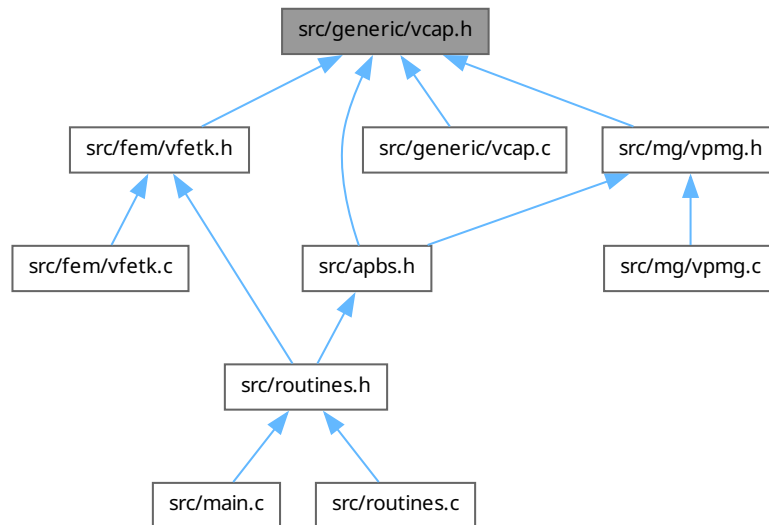 src/generic/vcap.h
src/fem/vfetk.h
src/generic/vcap.c
src/mg/vpmg.h
src/fem/vfetk.c
src/apbs.h
src/mg/vpmg.c
src/routines.h
src/main.c
src/routines.c